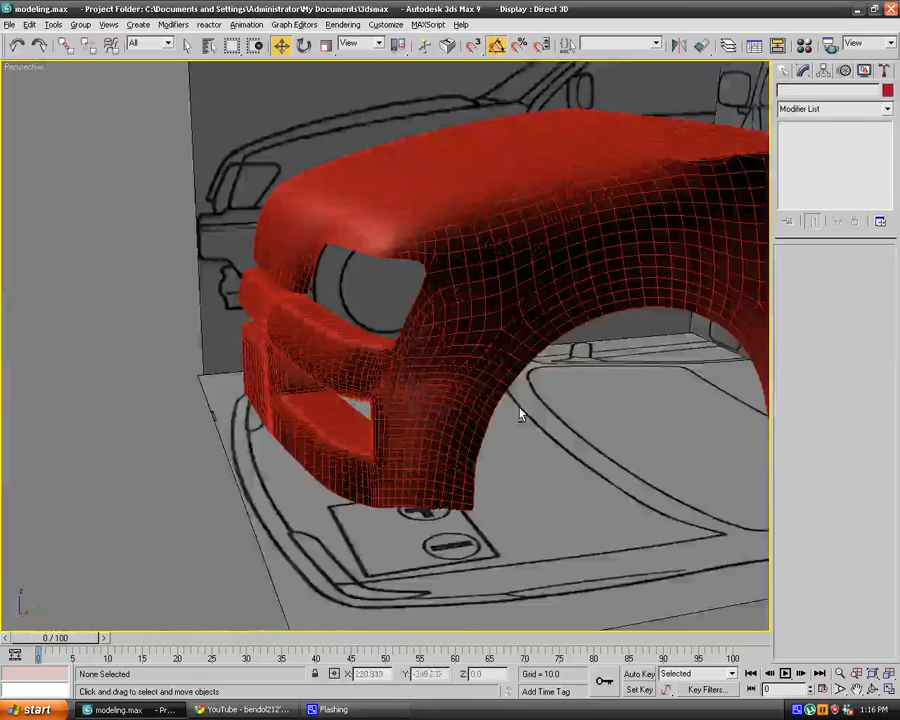 modeling.max - Project Folder: C:\Documents and Settings\Administrator\My Documents\3dsmax - Autodesk 3ds Max 9 - Display : Direct 3D
File Edit Tools Group Views Create Modifiers reactor Animation Graph Editors Rendering Customize MAXScript Help
All View View
Perspective
Modifier List
z
0 / 100
0 5 10 15 20 25 30 35 40 45 50 55 60 65 70 75 80 85 90 95 100
None Selected X: Y: Z: 0.0 Grid = 10.0 Auto Key Selected
Click and drag to select and move objects Add Time Tag Set Key Key Filters... 0
start modeling.max - Pr... YouTube - bendol212'... Flashing 1:16 PM